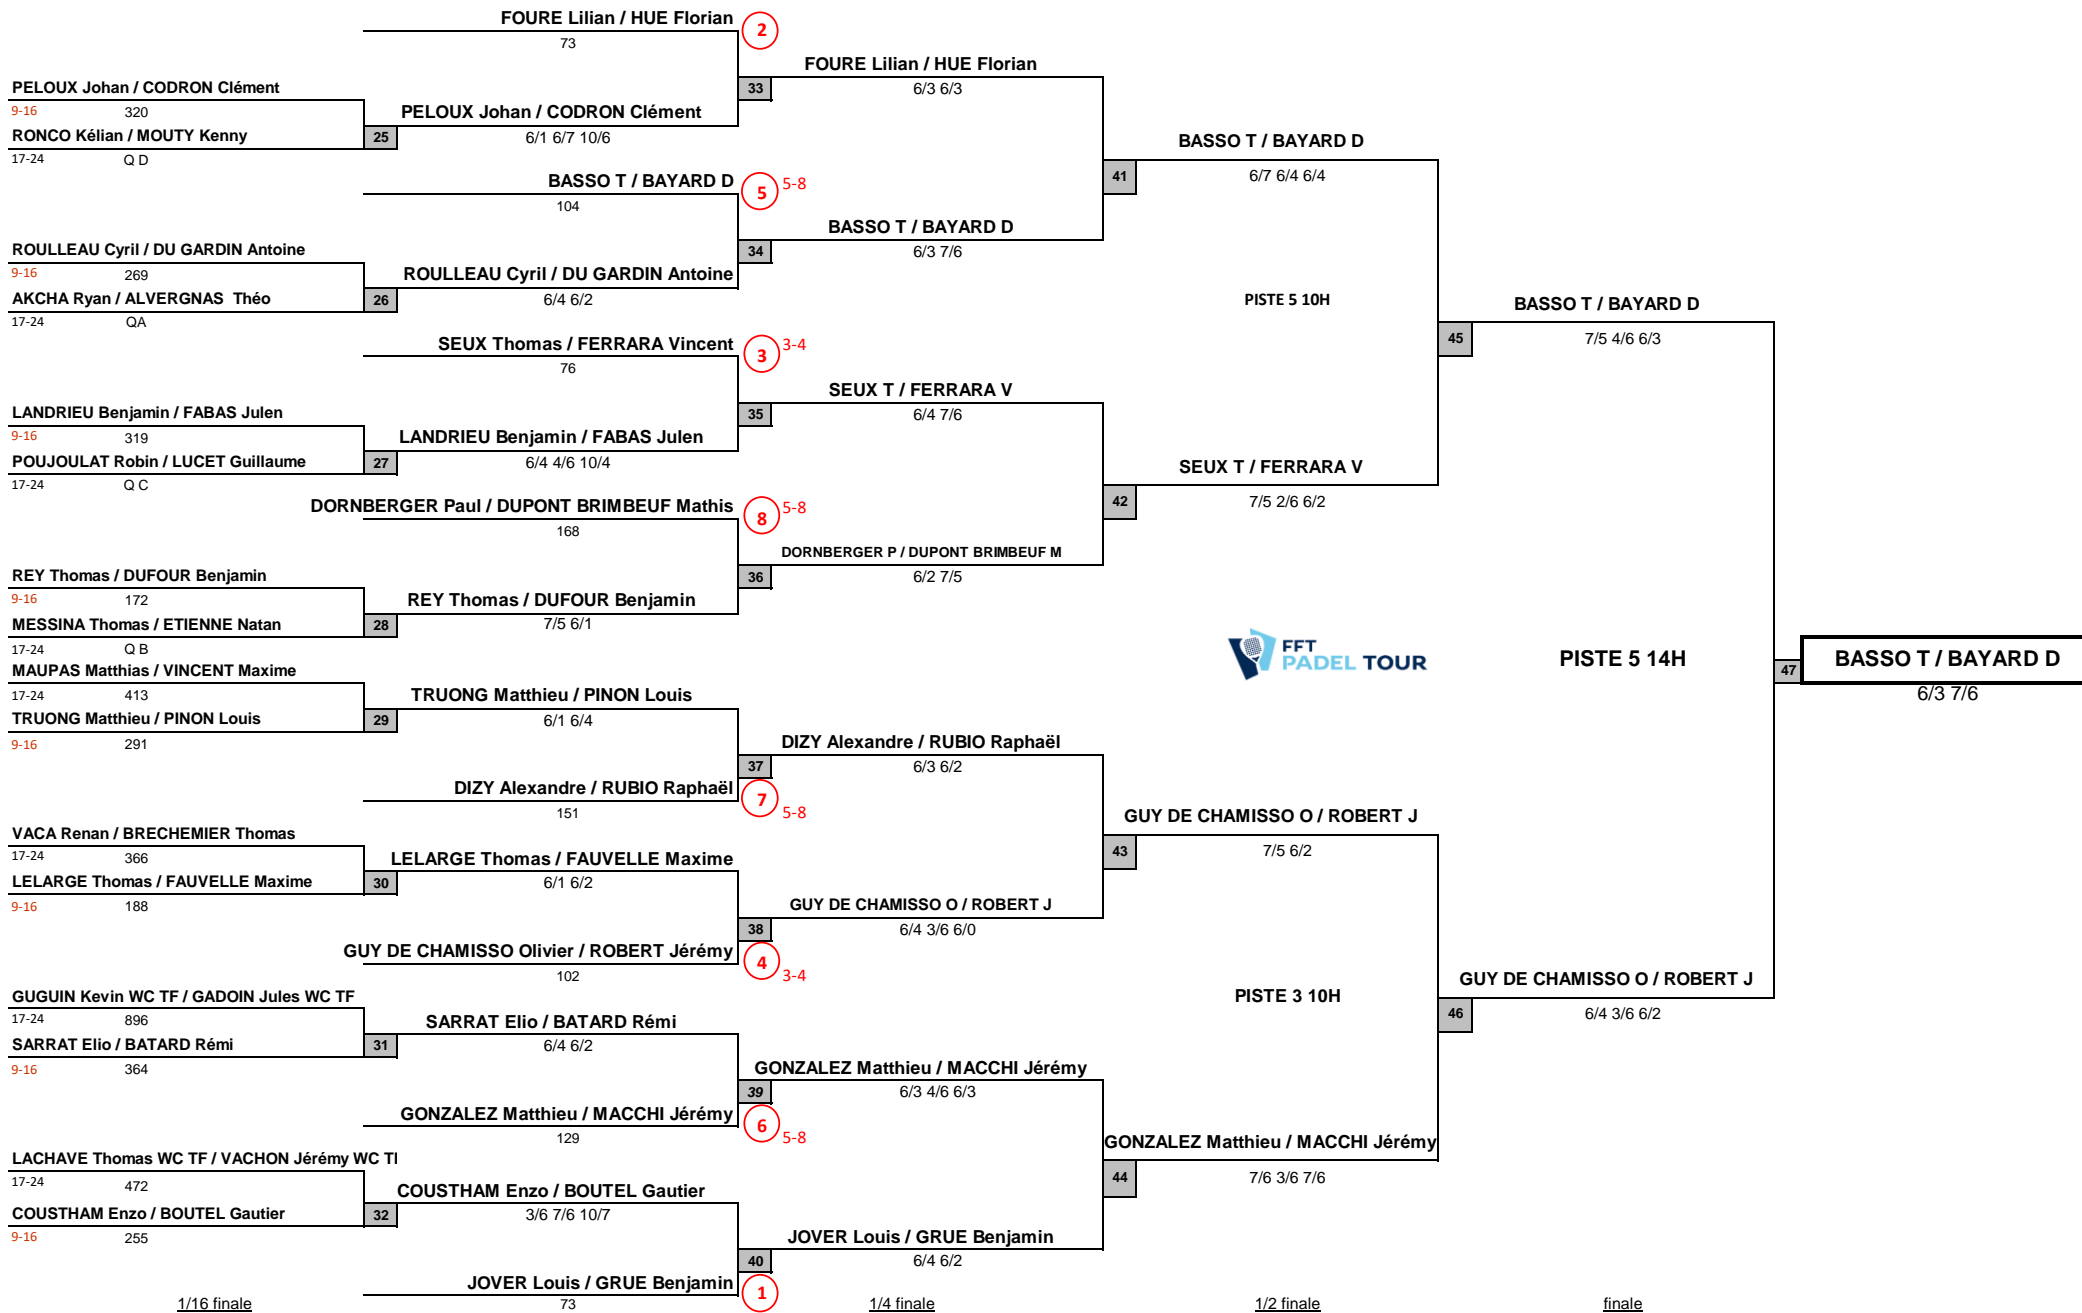 FOURE Lilian / HUE Florian
2
73
FOURE Lilian / HUE Florian
PELOUX Johan / CODRON Clément
33
6/3 6/3
9-16
320
PELOUX Johan / CODRON Clément
RONCO Kélian / MOUTY Kenny
25
6/1 6/7 10/6
BASSO T / BAYARD D
17-24
Q D
BASSO T / BAYARD D
5
5-8
41
6/7 6/4 6/4
104
BASSO T / BAYARD D
ROULLEAU Cyril / DU GARDIN Antoine
34
6/3 7/6
9-16
269
ROULLEAU Cyril / DU GARDIN Antoine
AKCHA Ryan / ALVERGNAS Théo
26
6/4 6/2
PISTE 5 10H
BASSO T / BAYARD D
17-24
QA
SEUX Thomas / FERRARA Vincent
3
3-4
45
7/5 4/6 6/3
76
SEUX T / FERRARA V
LANDRIEU Benjamin / FABAS Julen
35
6/4 7/6
9-16
319
LANDRIEU Benjamin / FABAS Julen
POUJOULAT Robin / LUCET Guillaume
27
6/4 4/6 10/4
SEUX T / FERRARA V
17-24
Q C
DORNBERGER Paul / DUPONT BRIMBEUF Mathis
8
5-8
42
7/5 2/6 6/2
168
DORNBERGER P / DUPONT BRIMBEUF M
REY Thomas / DUFOUR Benjamin
36
6/2 7/5
9-16
172
REY Thomas / DUFOUR Benjamin
MESSINA Thomas / ETIENNE Natan
28
7/5 6/1
17-24
Q B
FFT
PADEL TOUR
PISTE 5 14H
47
BASSO T / BAYARD D
6/3 7/6
MAUPAS Matthias / VINCENT Maxime
17-24
413
TRUONG Matthieu / PINON Louis
TRUONG Matthieu / PINON Louis
29
6/1 6/4
9-16
291
DIZY Alexandre / RUBIO Raphaël
37
6/3 6/2
DIZY Alexandre / RUBIO Raphaël
7
5-8
151
GUY DE CHAMISSO O / ROBERT J
VACA Renan / BRECHEMIER Thomas
17-24
366
LELARGE Thomas / FAUVELLE Maxime
43
7/5 6/2
LELARGE Thomas / FAUVELLE Maxime
30
6/1 6/2
9-16
188
GUY DE CHAMISSO O / ROBERT J
38
6/4 3/6 6/0
GUY DE CHAMISSO Olivier / ROBERT Jérémy
4
3-4
102
GUY DE CHAMISSO O / ROBERT J
GUGUIN Kevin WC TF / GADOIN Jules WC TF
PISTE 3 10H
17-24
896
SARRAT Elio / BATARD Rémi
46
6/4 3/6 6/2
SARRAT Elio / BATARD Rémi
31
6/4 6/2
9-16
364
GONZALEZ Matthieu / MACCHI Jérémy
39
6/3 4/6 6/3
GONZALEZ Matthieu / MACCHI Jérémy
6
5-8
129
GONZALEZ Matthieu / MACCHI Jérémy
LACHAVE Thomas WC TF / VACHON Jérémy WC TF
17-24
472
COUSTHAM Enzo / BOUTEL Gautier
44
7/6 3/6 7/6
COUSTHAM Enzo / BOUTEL Gautier
32
3/6 7/6 10/7
9-16
255
JOVER Louis / GRUE Benjamin
40
6/4 6/2
JOVER Louis / GRUE Benjamin
1
73
1/16 finale
1/4 finale
1/2 finale
finale